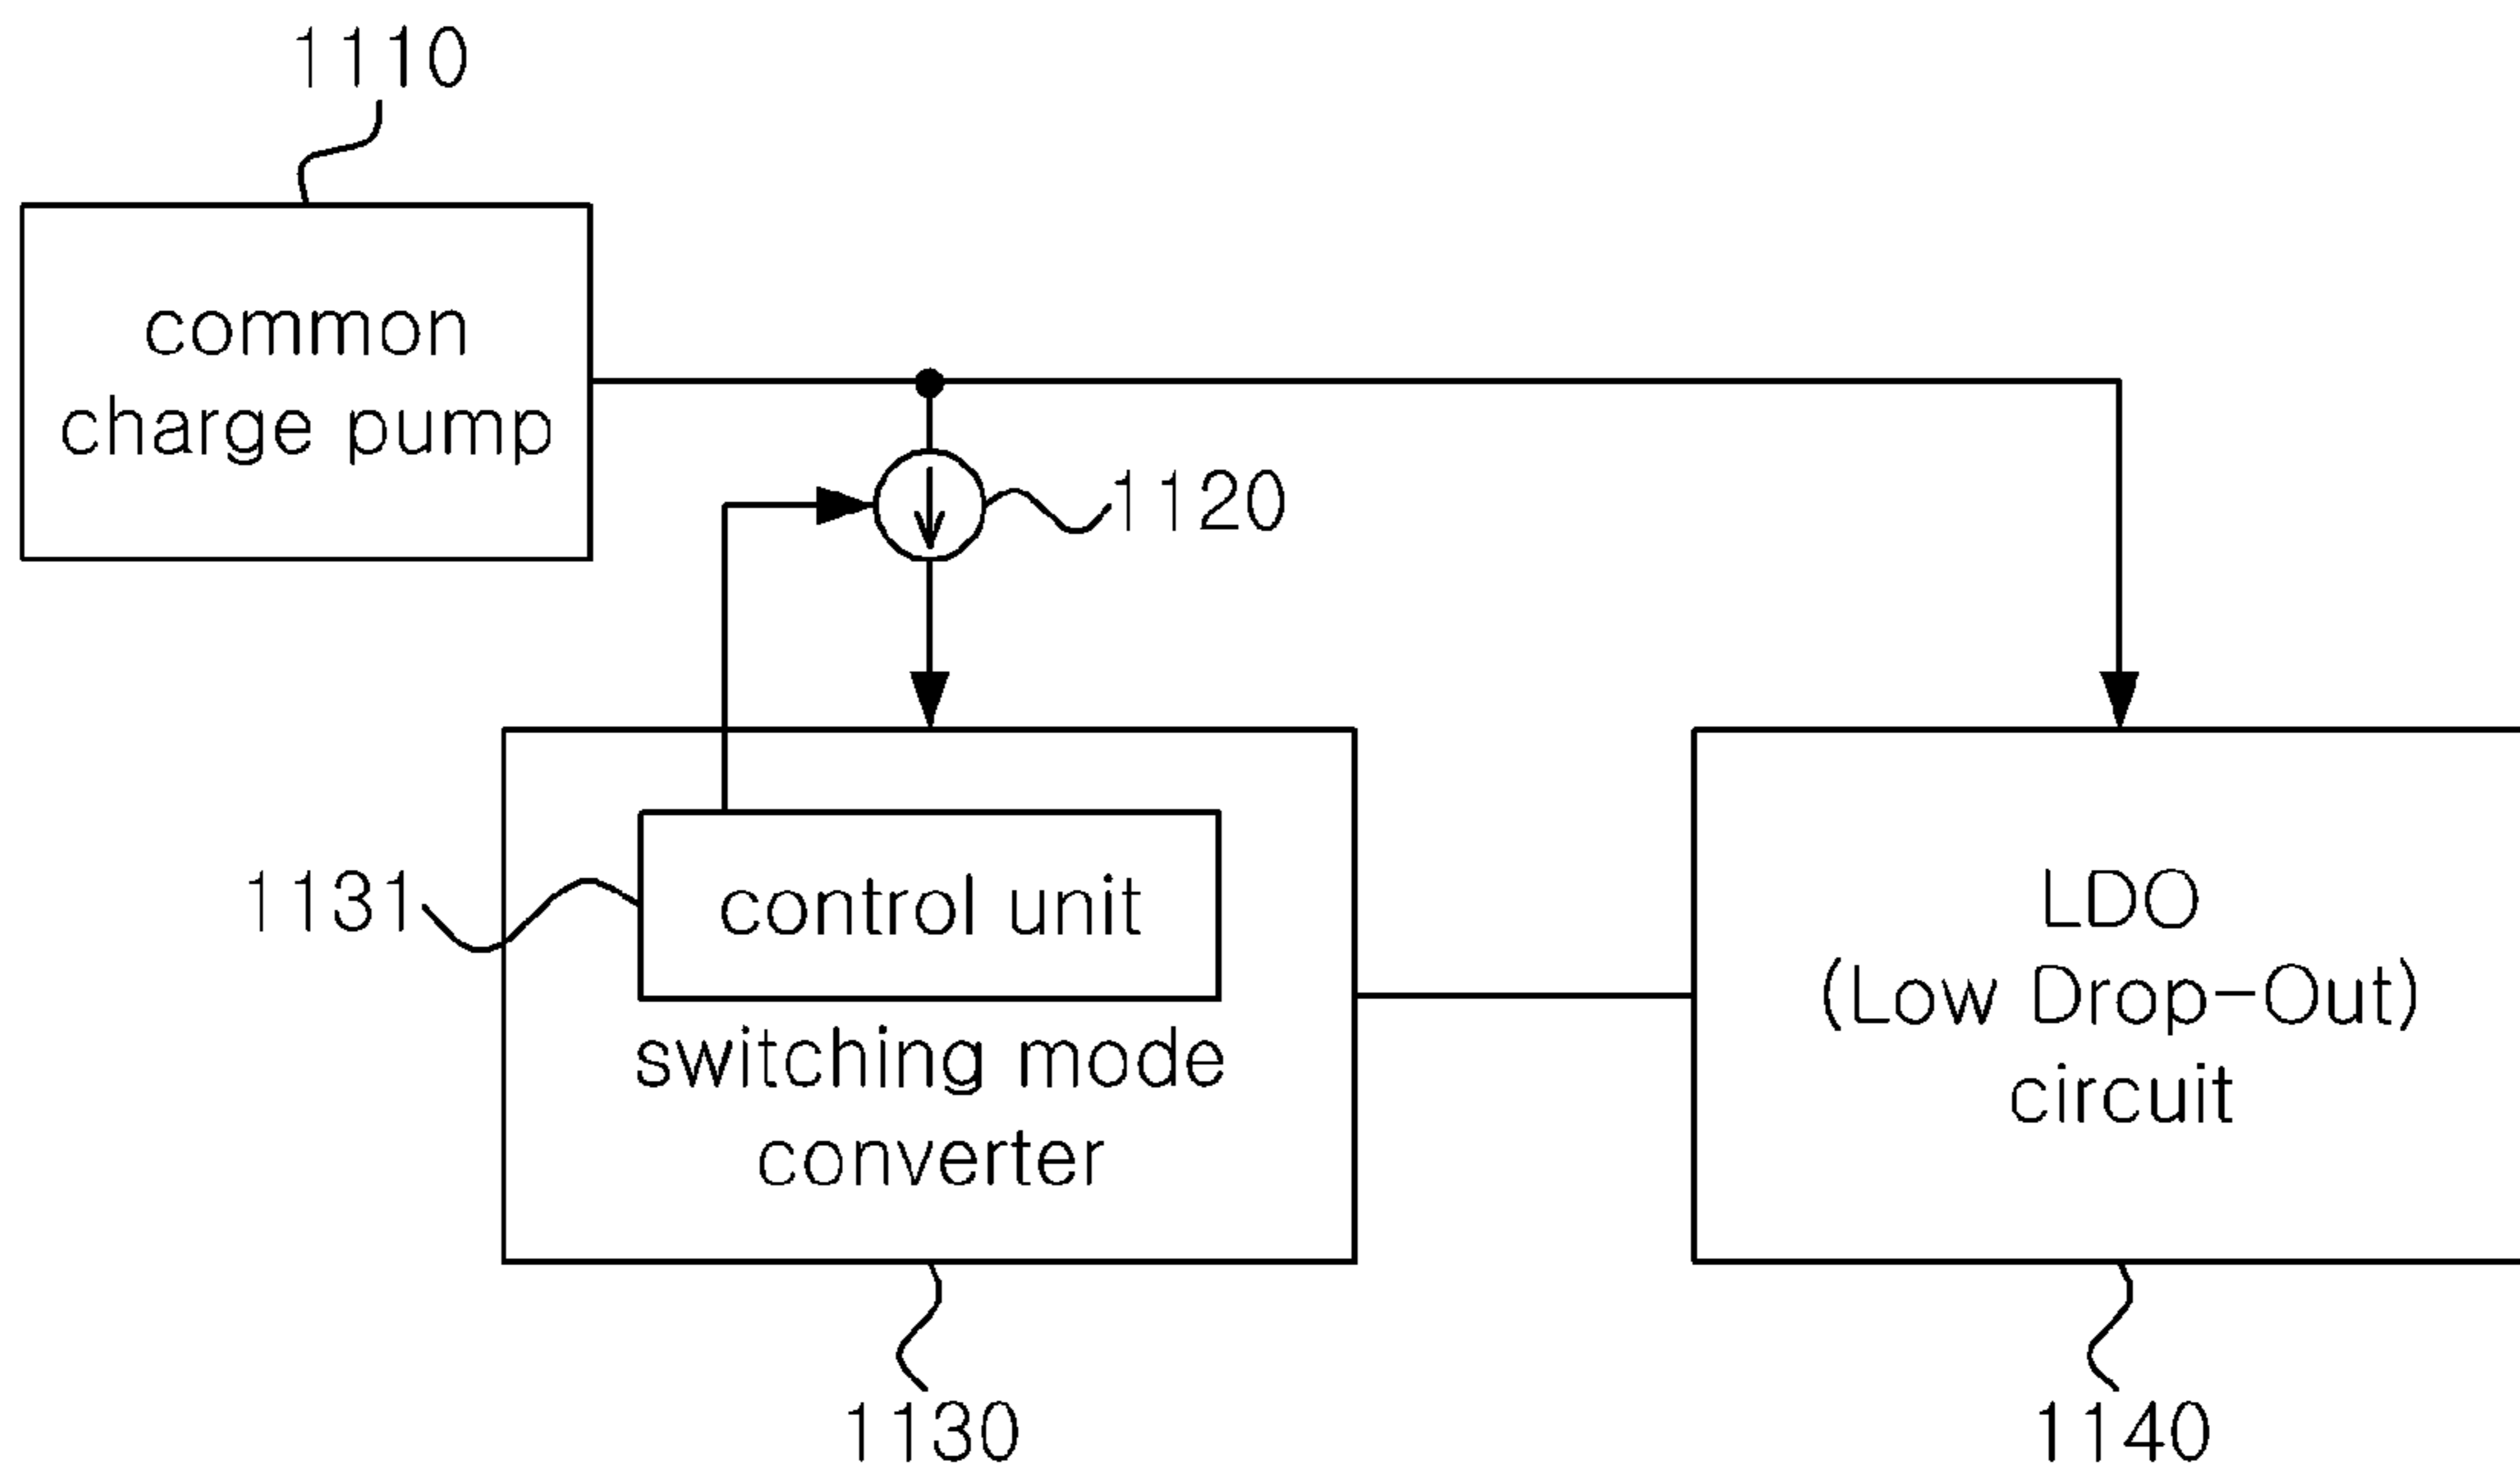 1110
common
charge pump
1120
1131
control unit
switching mode
converter
LDO
(Low Drop-Out)
circuit
1130
1140